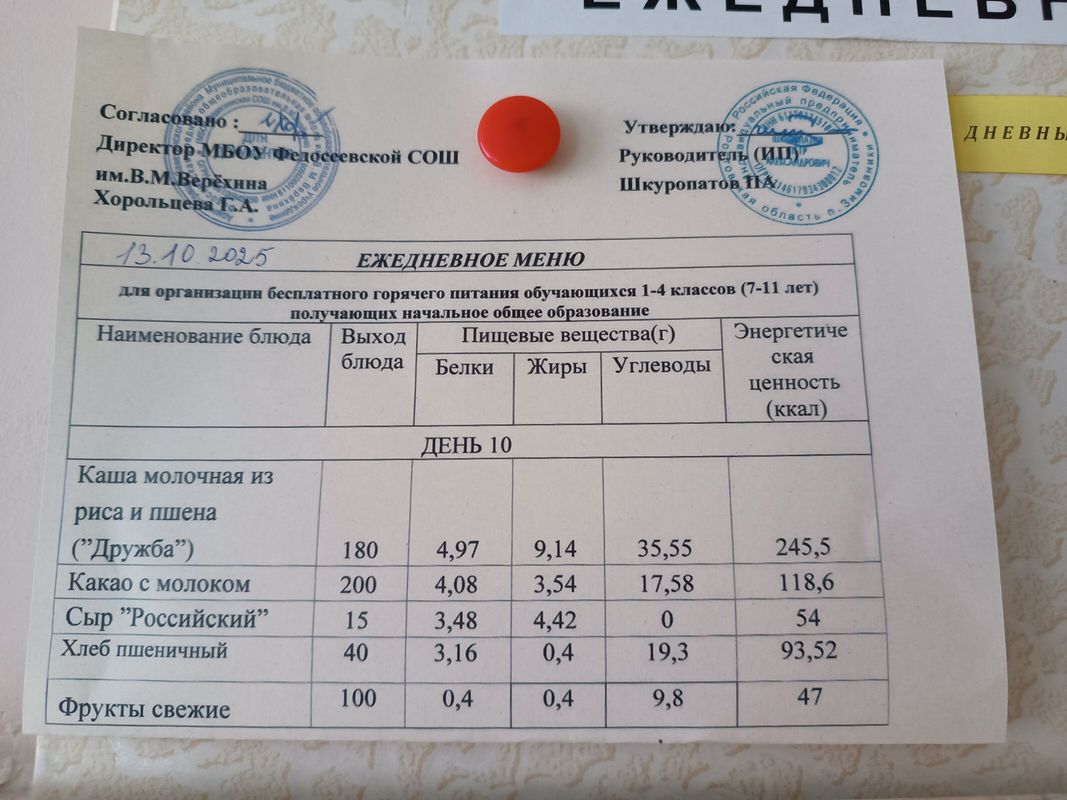 ЕЖЕДНЕВН
ДНЕВНЫ
Согласовано :
Директор МБОУ Федосеевской СОШ
им.В.М.Верёхина
Хорольцева Г.А.
Утверждаю:
Руководитель (ИП)
Шкуропатов ПА
13.10.2025 ЕЖЕДНЕВНОЕ МЕНЮ
для организации бесплатного горячего питания обучающихся 1-4 классов (7-11 лет)
получающих начальное общее образование
Наименование блюда Выход блюда Пищевые вещества(г) Энергетиче ская ценность (ккал)
Белки Жиры Углеводы
ДЕНЬ 10
Каша молочная из
риса и пшена
(”Дружба”) 180 4,97 9,14 35,55 245,5
Какао с молоком 200 4,08 3,54 17,58 118,6
Сыр ”Российский” 15 3,48 4,42 0 54
Хлеб пшеничный 40 3,16 0,4 19,3 93,52
Фрукты свежие 100 0,4 0,4 9,8 47